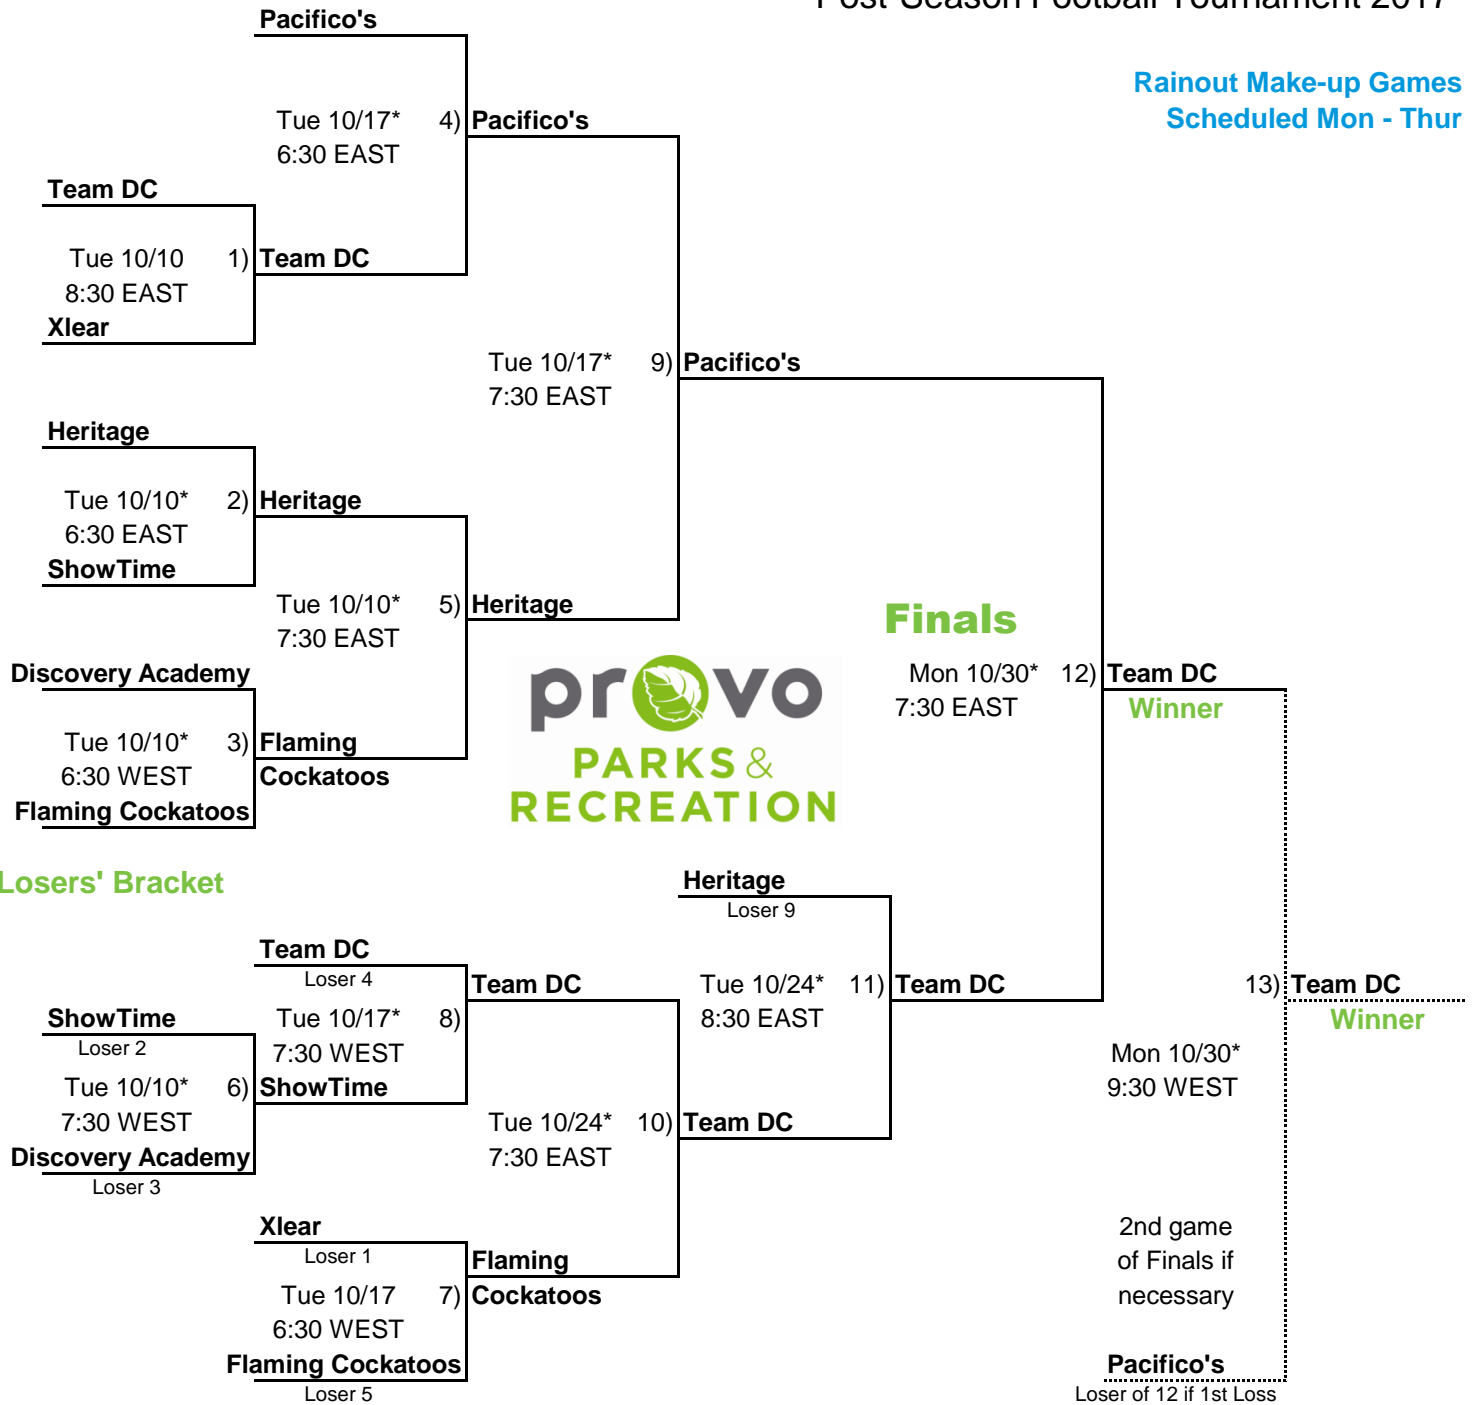 Post-Season Football Tournament 2017
Pacifico's
Rainout Make-up Games
Scheduled Mon - Thur
Tue 10/17* 4) Pacifico's
6:30 EAST
Team DC
Tue 10/10 1) Team DC
8:30 EAST
Xlear
Tue 10/17* 9) Pacifico's
7:30 EAST
Heritage
Tue 10/10* 2) Heritage
6:30 EAST
ShowTime
Tue 10/10* 5) Heritage
7:30 EAST
Finals
Discovery Academy
Mon 10/30* 12) Team DC
7:30 EAST
Winner
Tue 10/10* 3) Flaming
6:30 WEST Cockatoos
Flaming Cockatoos
provo
PARKS &
RECREATION
Losers' Bracket
Heritage
Loser 9
Team DC
Loser 4
Team DC
Tue 10/24* 11) Team DC
8:30 EAST
13) Team DC
Winner
ShowTime
Loser 2
Tue 10/17* 8)
7:30 WEST
Mon 10/30*
9:30 WEST
Tue 10/10* 6) ShowTime
7:30 WEST
Tue 10/24* 10) Team DC
7:30 EAST
Discovery Academy
Loser 3
Xlear
Loser 1
Flaming
Tue 10/17 7) Cockatoos
6:30 WEST
2nd game
of Finals if
necessary
Flaming Cockatoos
Loser 5
Pacifico's
Loser of 12 if 1st Loss